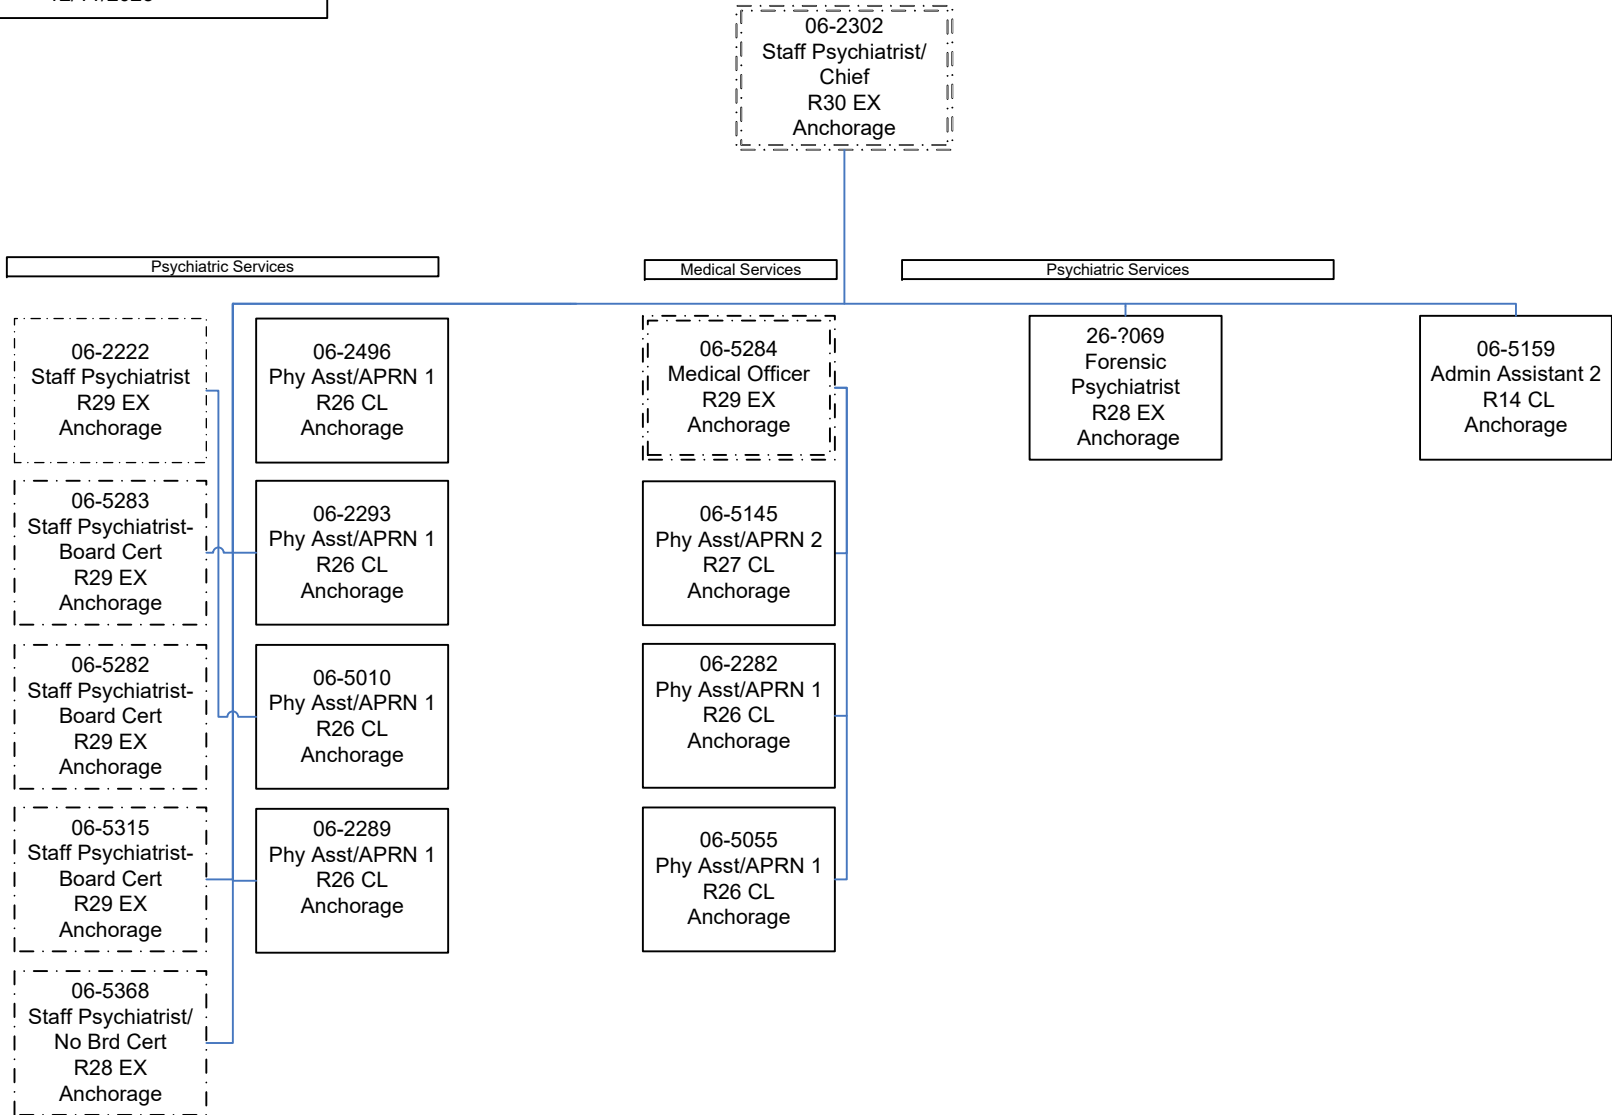 06-2302
Staff Psychiatrist/
Chief
R30 EX
Anchorage
Psychiatric Services
Medical Services
Psychiatric Services
06-2222
Staff Psychiatrist
R29 EX
Anchorage
06-2496
Phy Asst/APRN 1
R26 CL
Anchorage
06-5284
Medical Officer
R29 EX
Anchorage
26-?069
Forensic
Psychiatrist
R28 EX
Anchorage
06-5159
Admin Assistant 2
R14 CL
Anchorage
06-5283
Staff Psychiatrist-
Board Cert
R29 EX
Anchorage
06-2293
Phy Asst/APRN 1
R26 CL
Anchorage
06-5145
Phy Asst/APRN 2
R27 CL
Anchorage
06-5282
Staff Psychiatrist-
Board Cert
R29 EX
Anchorage
06-5010
Phy Asst/APRN 1
R26 CL
Anchorage
06-2282
Phy Asst/APRN 1
R26 CL
Anchorage
06-5315
Staff Psychiatrist-
Board Cert
R29 EX
Anchorage
06-2289
Phy Asst/APRN 1
R26 CL
Anchorage
06-5055
Phy Asst/APRN 1
R26 CL
Anchorage
06-5368
Staff Psychiatrist/
No Brd Cert
R28 EX
Anchorage